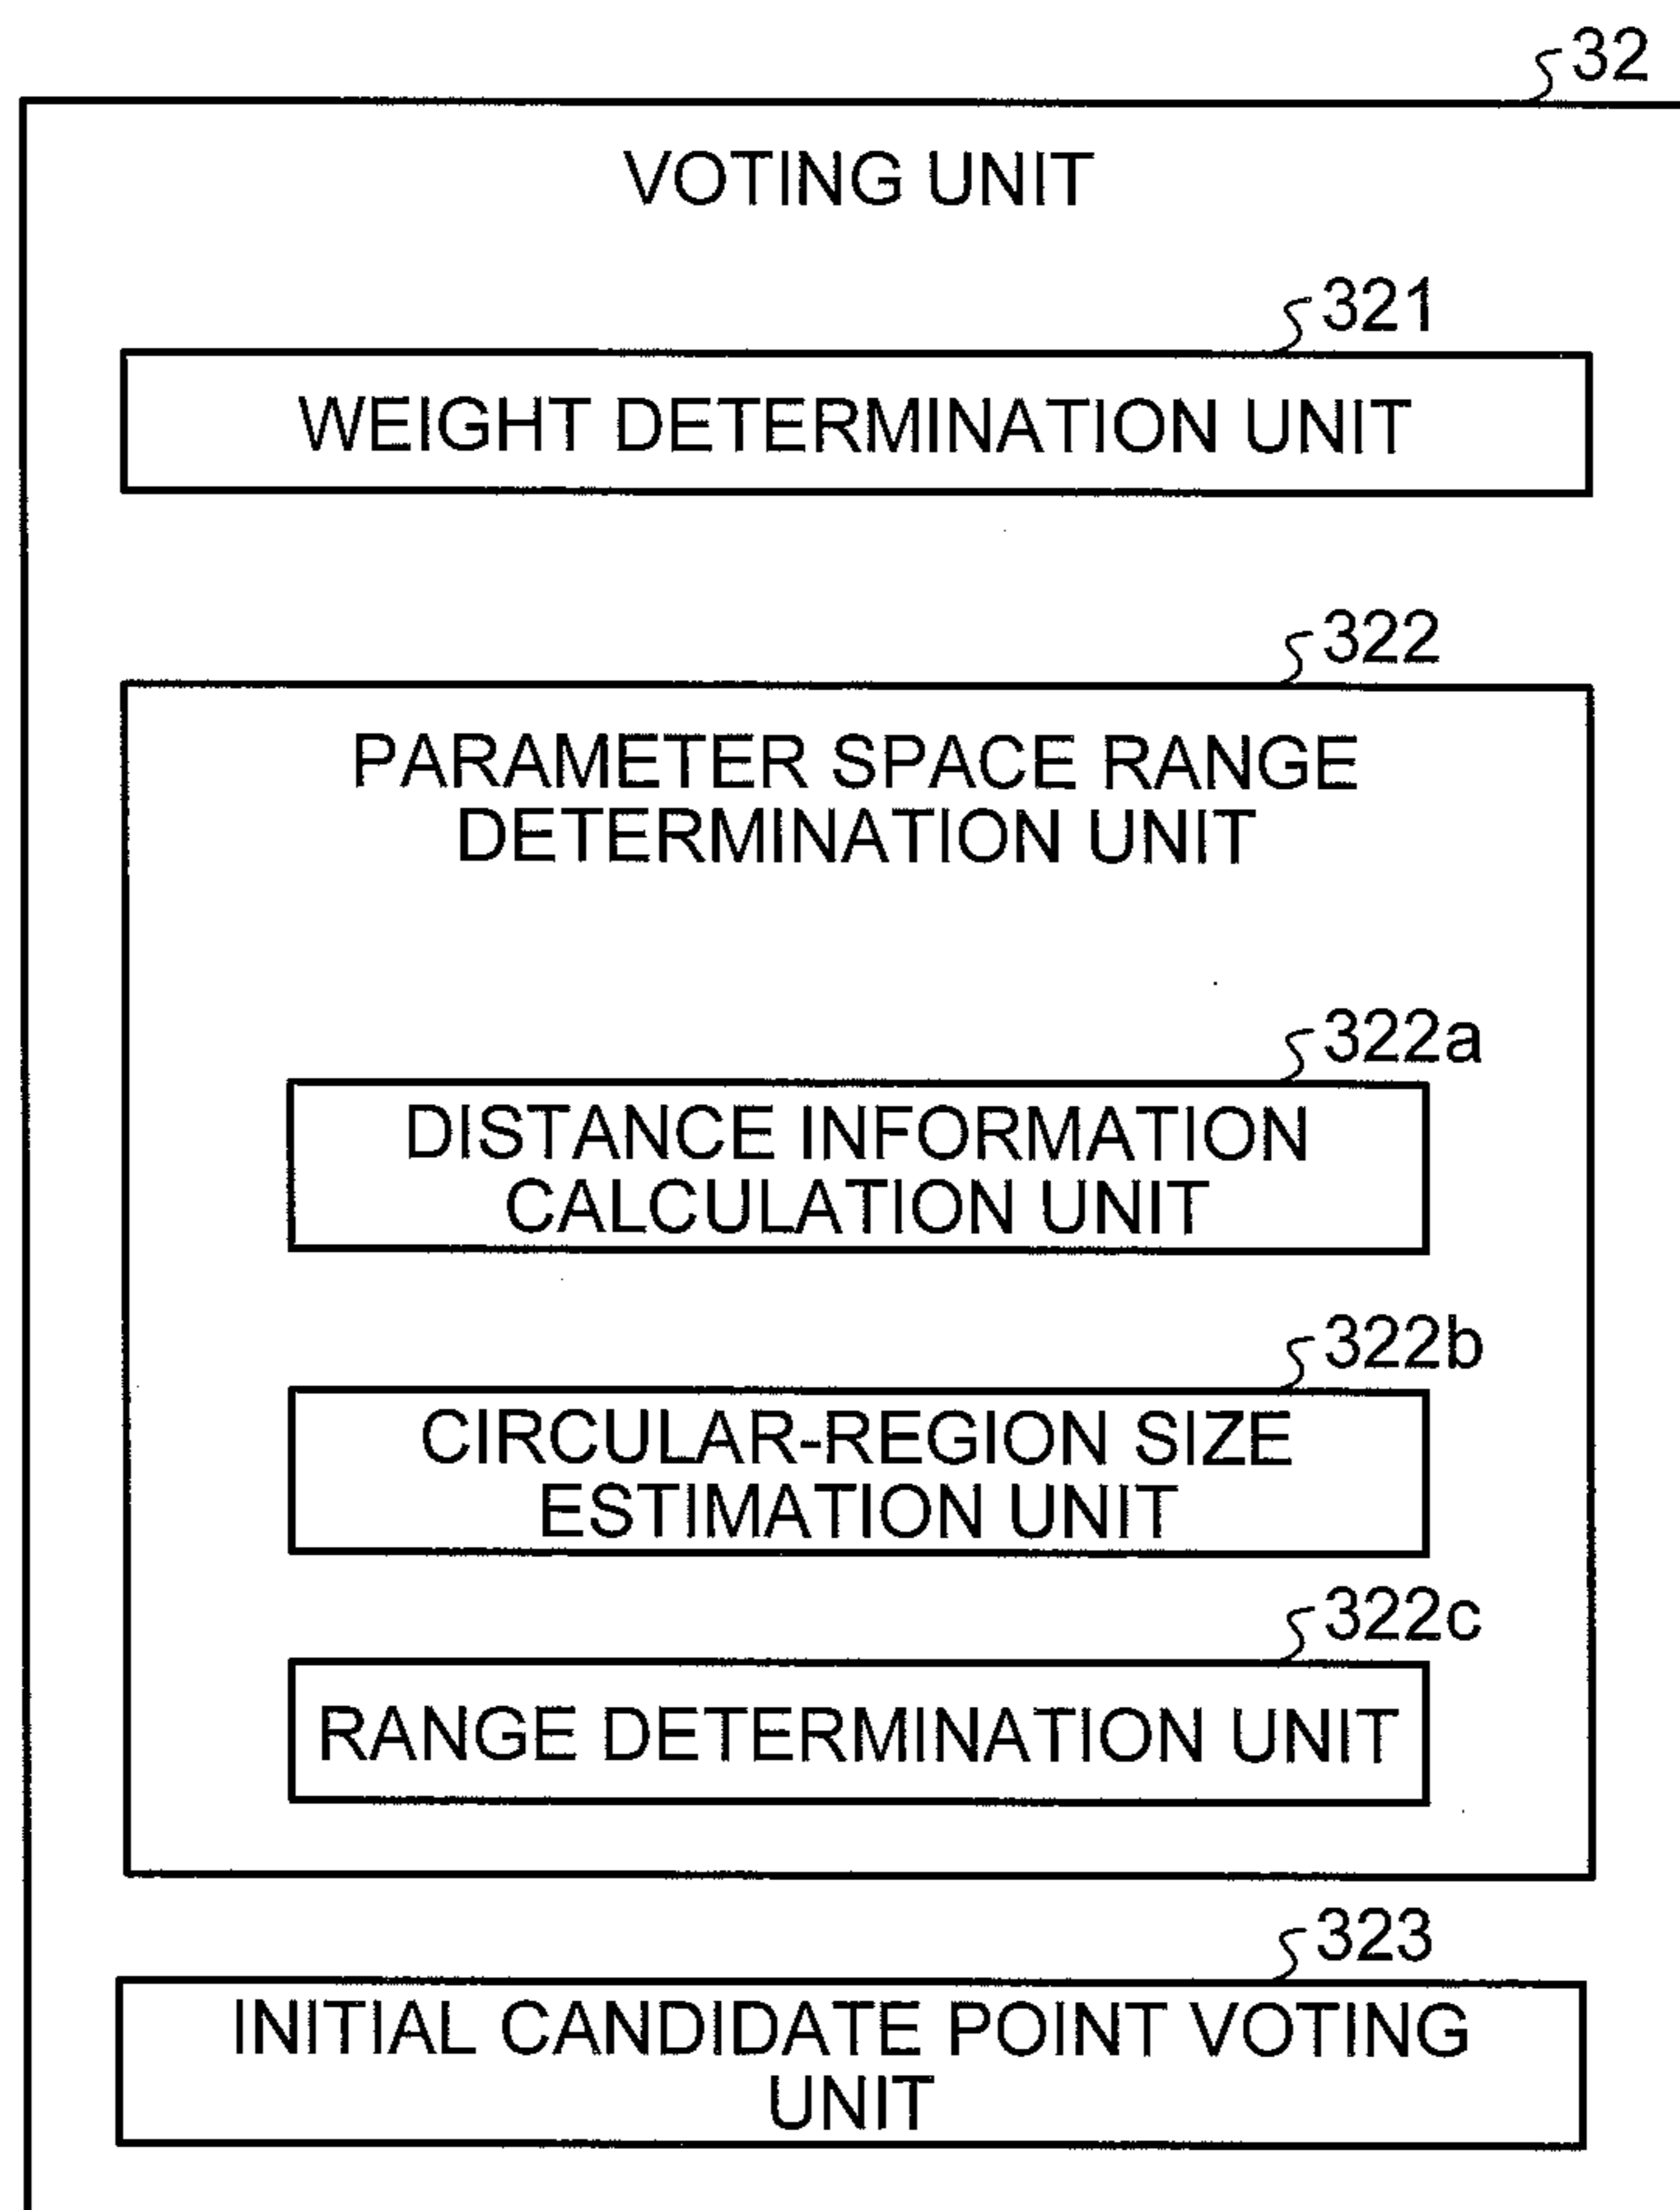 32
VOTING UNIT
321
WEIGHT DETERMINATION UNIT
322
PARAMETER SPACE RANGE
DETERMINATION UNIT
322a
DISTANCE INFORMATION
CALCULATION UNIT
322b
CIRCULAR-REGION SIZE
ESTIMATION UNIT
322c
RANGE DETERMINATION UNIT
323
INITIAL CANDIDATE POINT VOTING
UNIT